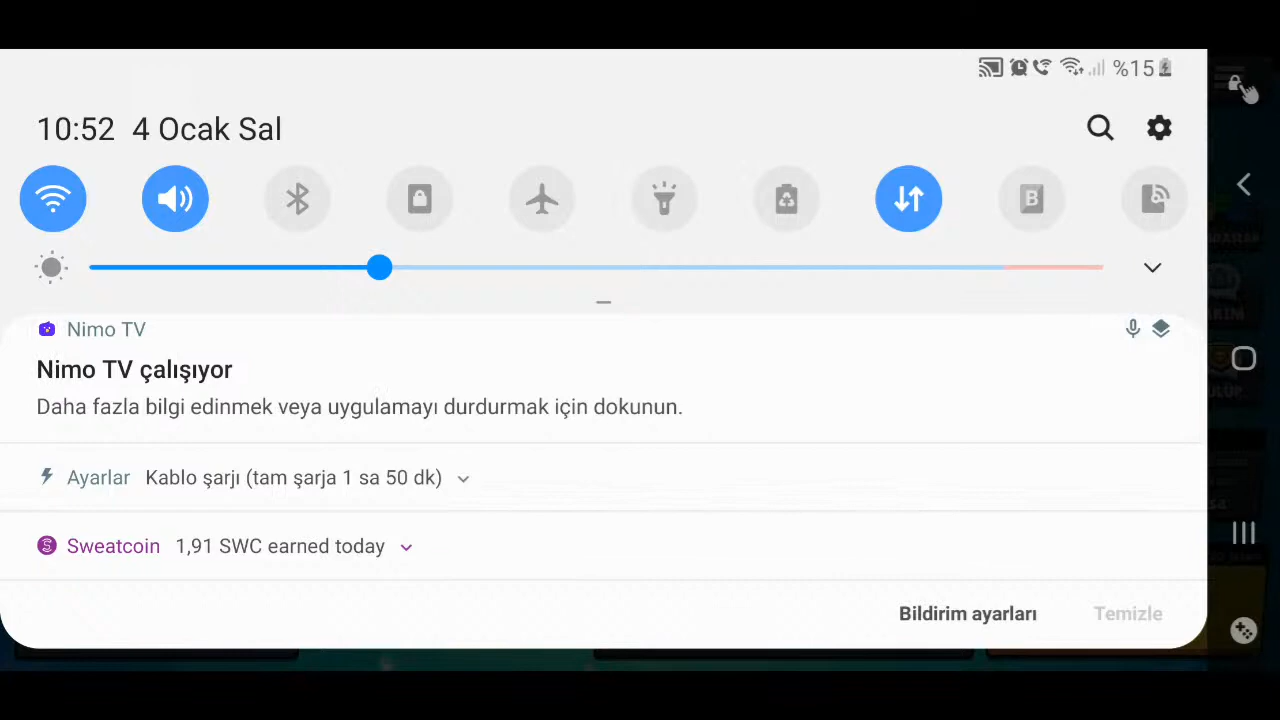 %15
10:52 4 Ocak Sal
B
Nimo TV
Nimo TV çalışıyor
Daha fazla bilgi edinmek veya uygulamayı durdurmak için dokunun.
Ayarlar Kablo şarjı (tam şarja 1 sa 50 dk)
Sweatcoin 1,91 SWC earned today
Bildirim ayarları Temizle